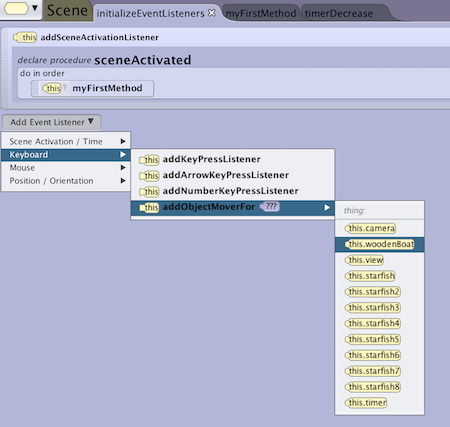 Scene initializeEventListeners myFirstMethod timerDecrease
this addSceneActivationListener
declare procedure sceneActivated
do in order
this myFirstMethod
Add Event Listener
Scene Activation / Time
Keyboard
Mouse
Position / Orientation
this addKeyPressListener
this addArrowKeyPressListener
this addNumberKeyPressListener
this addObjectMoverFor ???
thing:
this.camera
this.woodenBoat
this.view
this.starfish
this.starfish2
this.starfish3
this.starfish4
this.starfish5
this.starfish6
this.starfish7
this.starfish8
this.timer